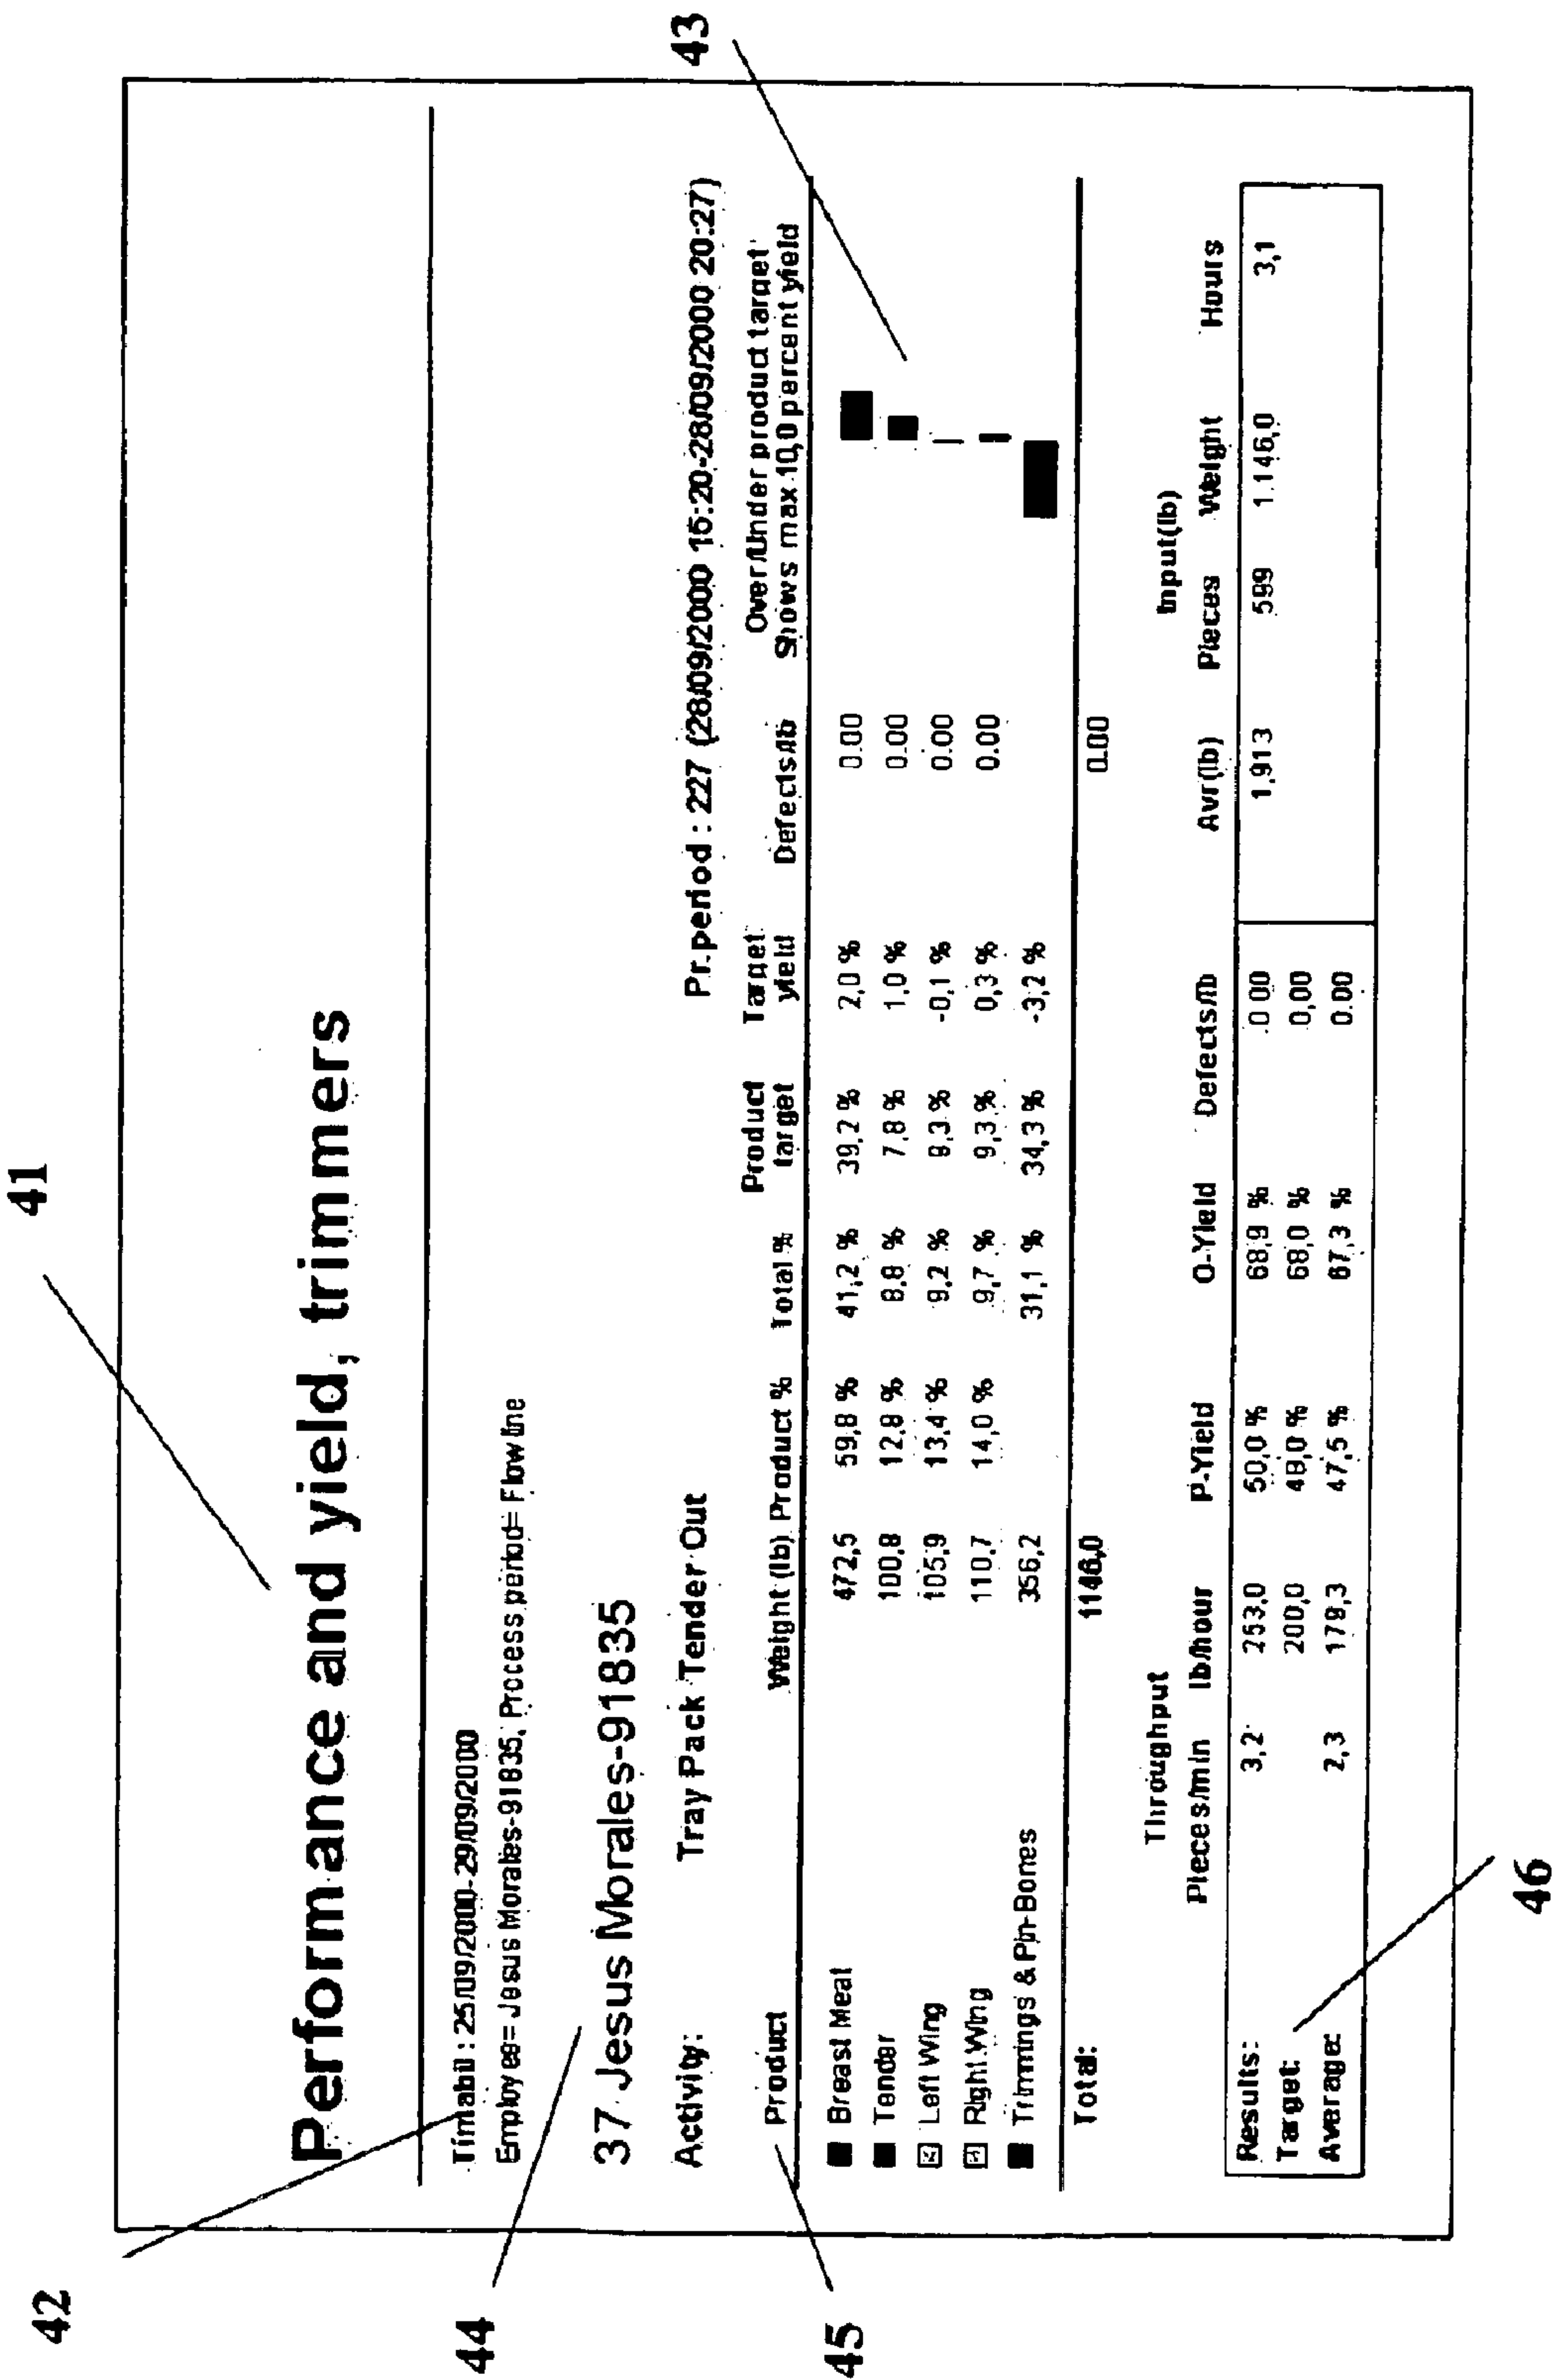 41
42
43
44
45
46
Performance and yield, trimmers
Tímabil : 25/09/2000-29/09/2000
Employee= Jesus Morales-91835, Process period= Flowline
37 Jesus Morales-91835
Activity: Tray Pack Tender Out
Pr.period : 227 (28/09/2000 15:20-28/09/2000 20:27)
Product Weight (lb) Product % Total % Product target Target yield Defects/lb Over/Under product target Shows max 10,0 percent yield
Breast Meat 472,5 59,8 % 41,2 % 39,2 % 2,0 % 0.00
Tender 100,8 12,8 % 8,8 % 7,8 % 1,0 % 0.00
Left Wing 105,9 13,4 % 9,2 % 9,3 % -0,1 % 0.00
Right Wing 110,7 14,0 % 9,7 % 9,3 % 0,3 % 0.00
Trimmings & Pin-Bones 356,2 31,1 % 34,3 % -3,2 %
Total: 1146,0 0.00
Throughput Input(lb)
Pieces/min lb/hour P-Yield O-Yield Defects/lb Avr(lb) Pieces Weight Hours
Results: 3,2 253,0 50,0 % 68,9 % 0.00 1,913 599 1.146,0 3,1
Target: 200,0 48,0 % 68,0 % 0,00
Average: 2,3 179,3 47,5 % 67,3 % 0.00